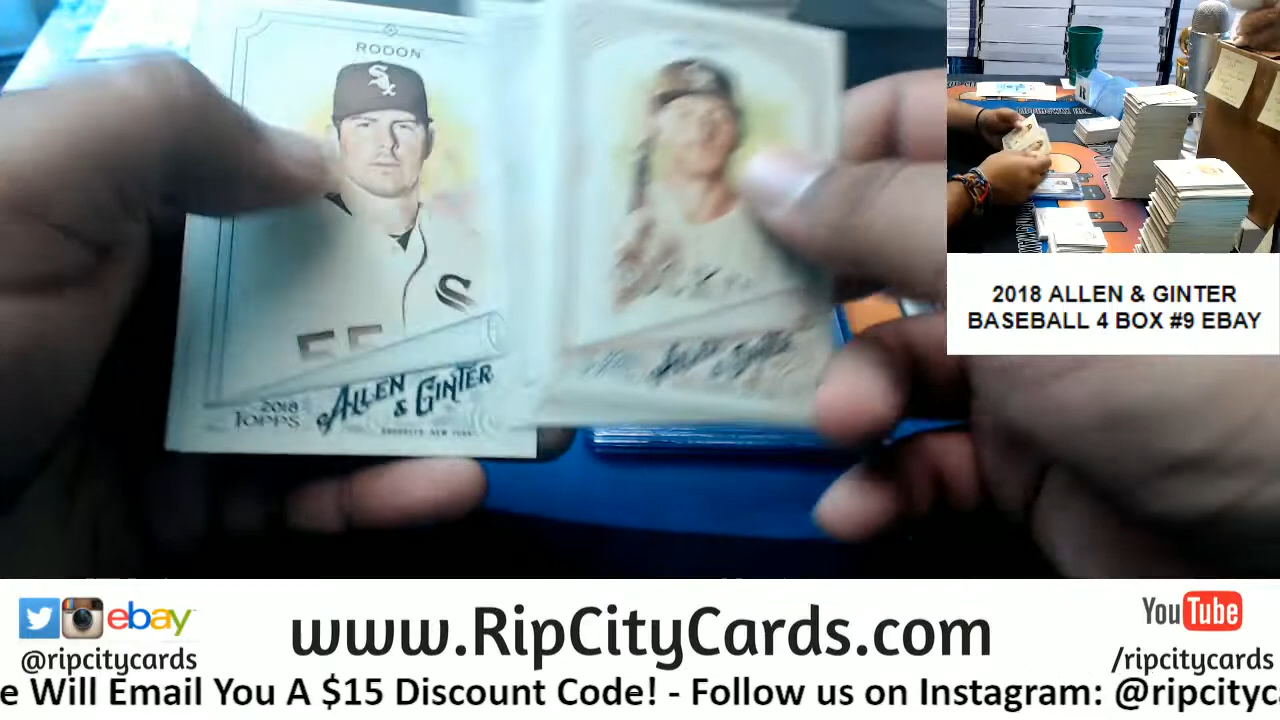 RODON
55
2018
TOPPS
ALLEN
& GINTER
2018 ALLEN & GINTER
BASEBALL 4 BOX #9 EBAY
ebay
@ripcitycards
www.RipCityCards.com
YouTube
/ripcitycards
e Will Email You A $15 Discount Code! - Follow us on Instagram: @ripcityc